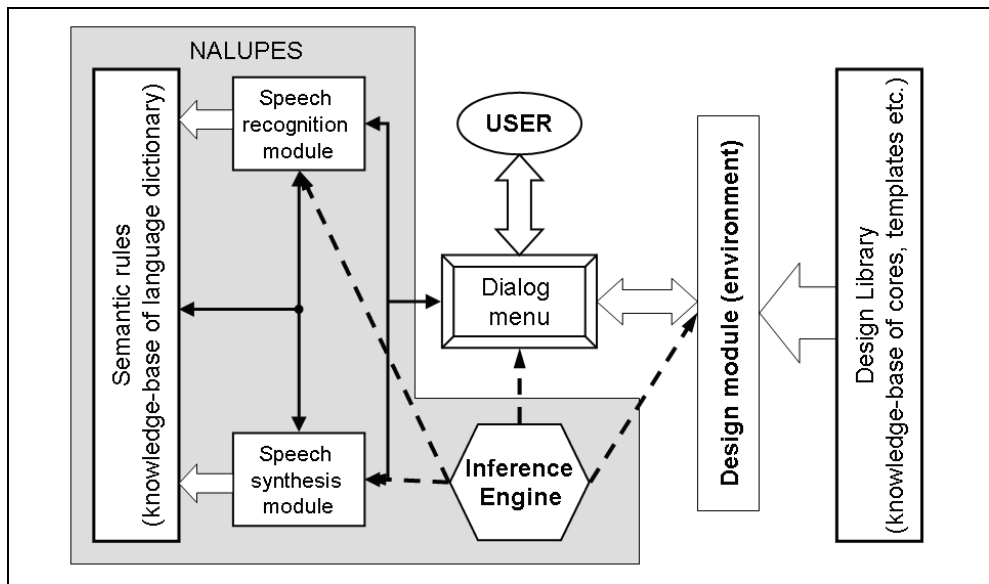 NALUPES
Semantic rules
(knowledge-base of language dictionary)
Speech
recognition
module
Speech
synthesis
module
USER
Dialog
menu
Inference
Engine
Design module (environment)
Design Library
(knowledge-base of cores, templates etc.)